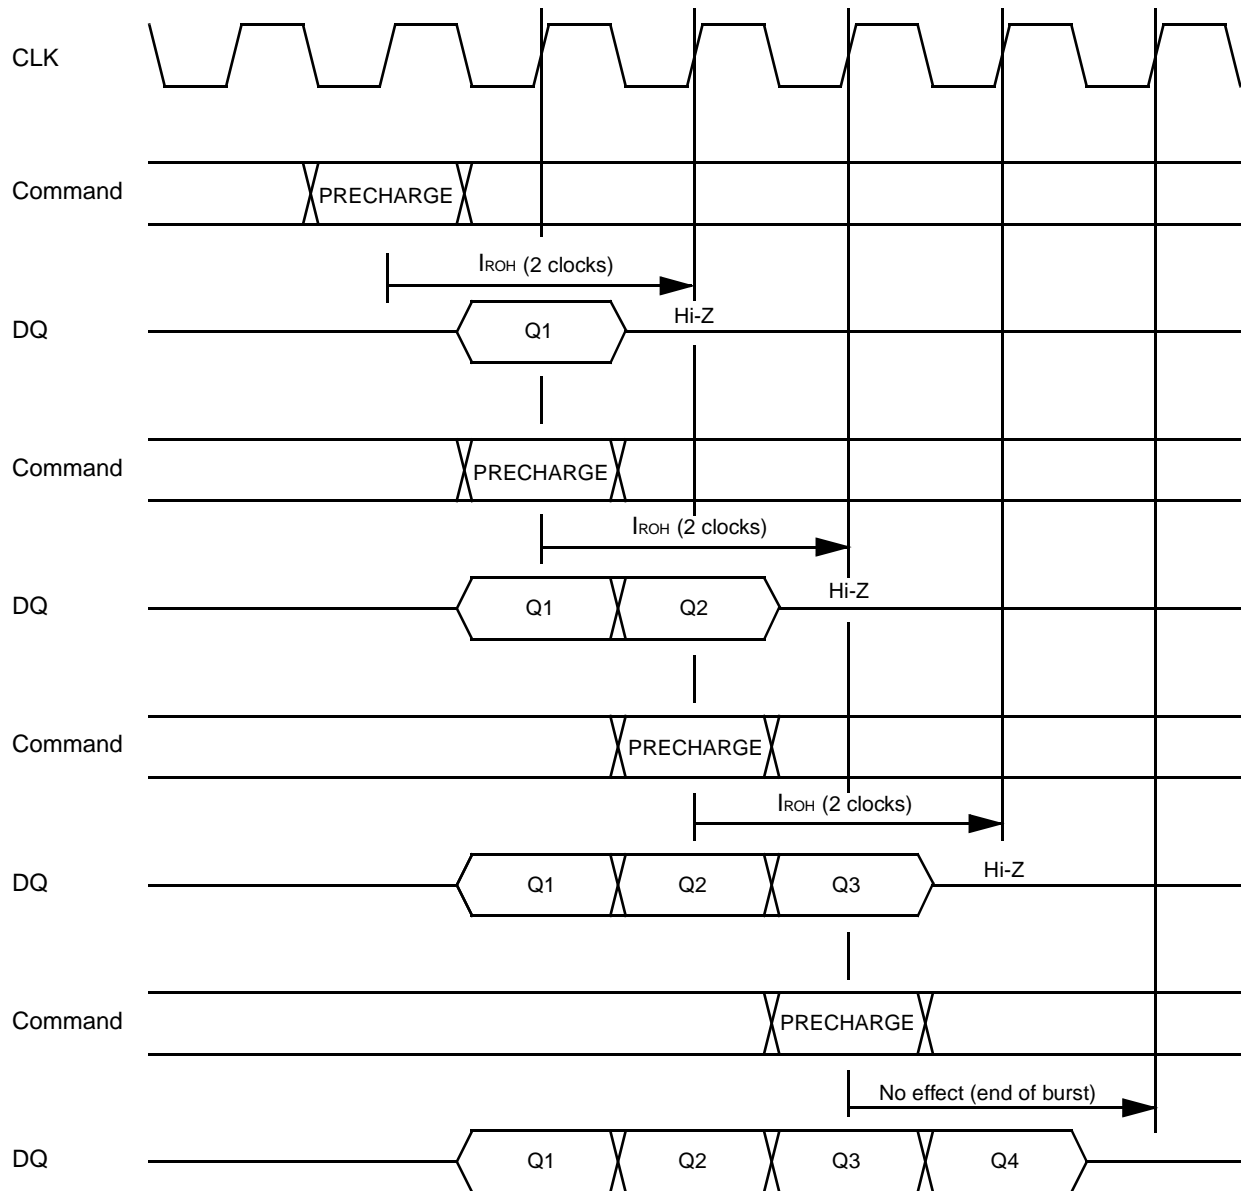 CLK
Command
PRECHARGE
IROH (2 clocks)
DQ
Q1
Hi-Z
Command
PRECHARGE
IROH (2 clocks)
DQ
Q1
Q2
Hi-Z
Command
PRECHARGE
IROH (2 clocks)
DQ
Q1
Q2
Q3
Hi-Z
Command
PRECHARGE
No effect (end of burst)
DQ
Q1
Q2
Q3
Q4